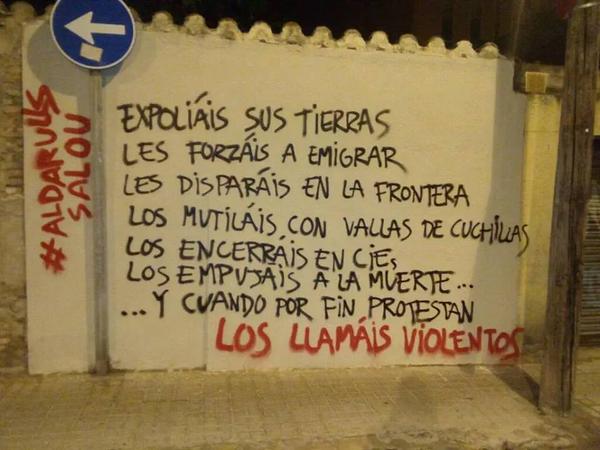 #ALDARULLS
SALOU
EXPOLIÁIS SUS TIERRAS
LES FORZÁIS A EMIGRAR
LES DISPARÁIS EN LA FRONTERA
LOS MUTILÁIS CON VALLAS DE CUCHILLAS
LOS ENCERRÁIS EN CIEs
LOS EMPUJÁIS A LA MUERTE...
...Y CUANDO POR FIN PROTESTAN
LOS LLAMÁIS VIOLENTOS